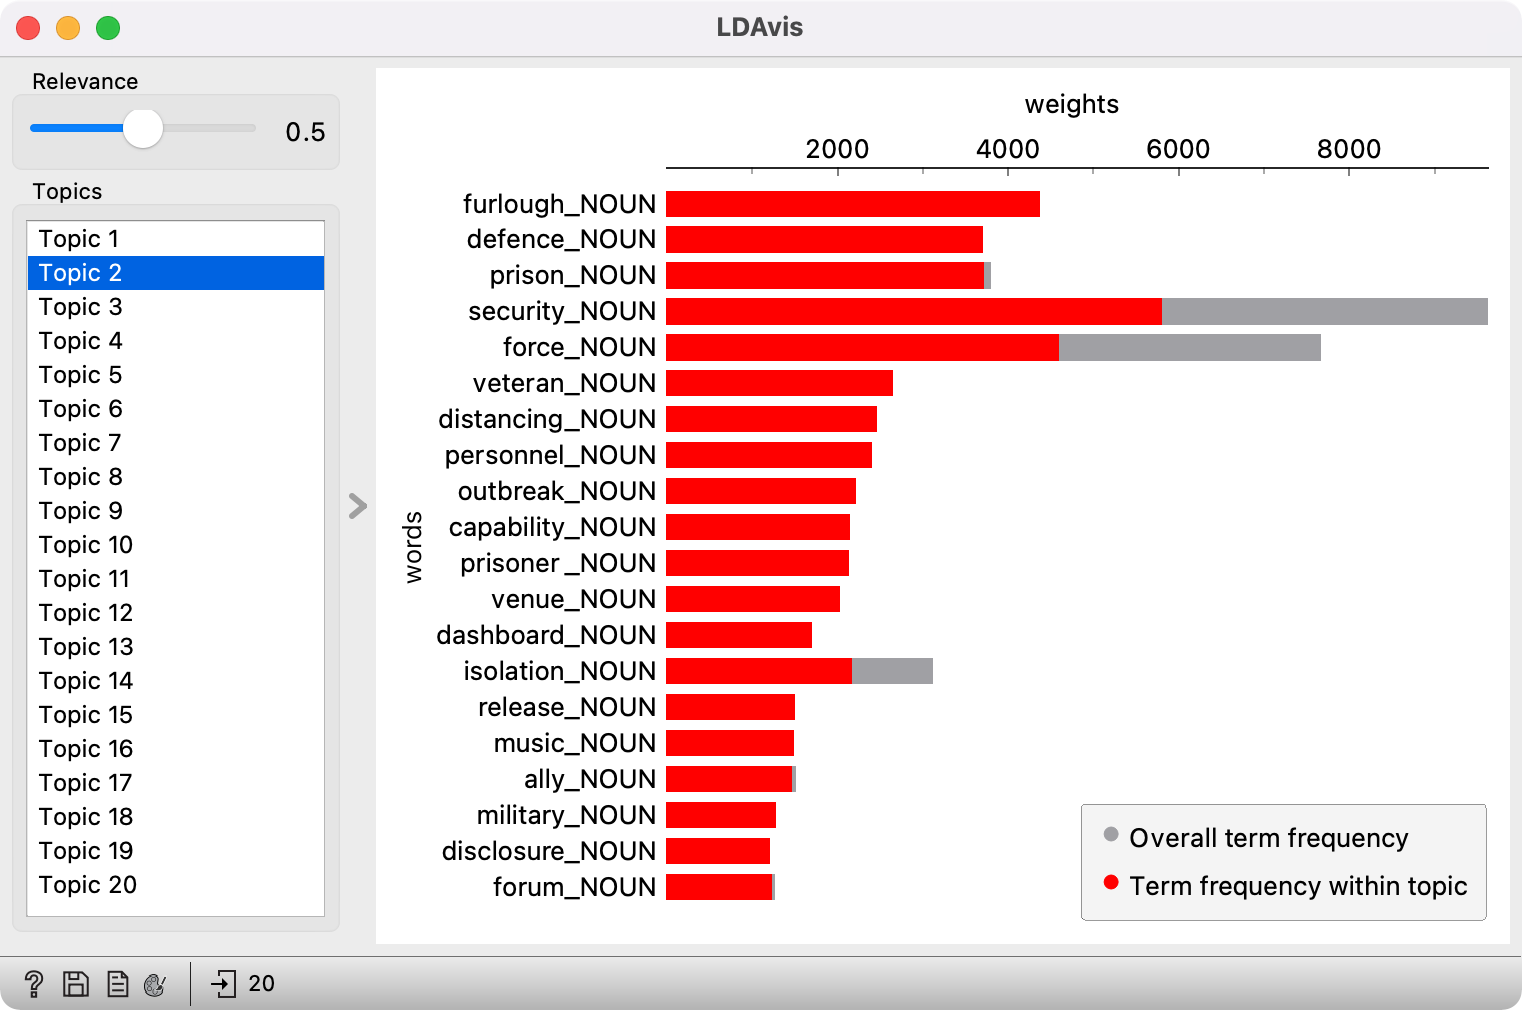 LDAvis
Relevance
0.5
Topics
Topic 1
Topic 2
Topic 3
Topic 4
Topic 5
Topic 6
Topic 7
Topic 8
Topic 9
Topic 10
Topic 11
Topic 12
Topic 13
Topic 14
Topic 15
Topic 16
Topic 17
Topic 18
Topic 19
Topic 20
weights
2000 4000 6000 8000
words
furlough_NOUN
defence_NOUN
prison_NOUN
security_NOUN
force_NOUN
veteran_NOUN
distancing_NOUN
personnel_NOUN
outbreak_NOUN
capability_NOUN
prisoner_NOUN
venue_NOUN
dashboard_NOUN
isolation_NOUN
release_NOUN
music_NOUN
ally_NOUN
military_NOUN
disclosure_NOUN
forum_NOUN
Overall term frequency
Term frequency within topic
? 20